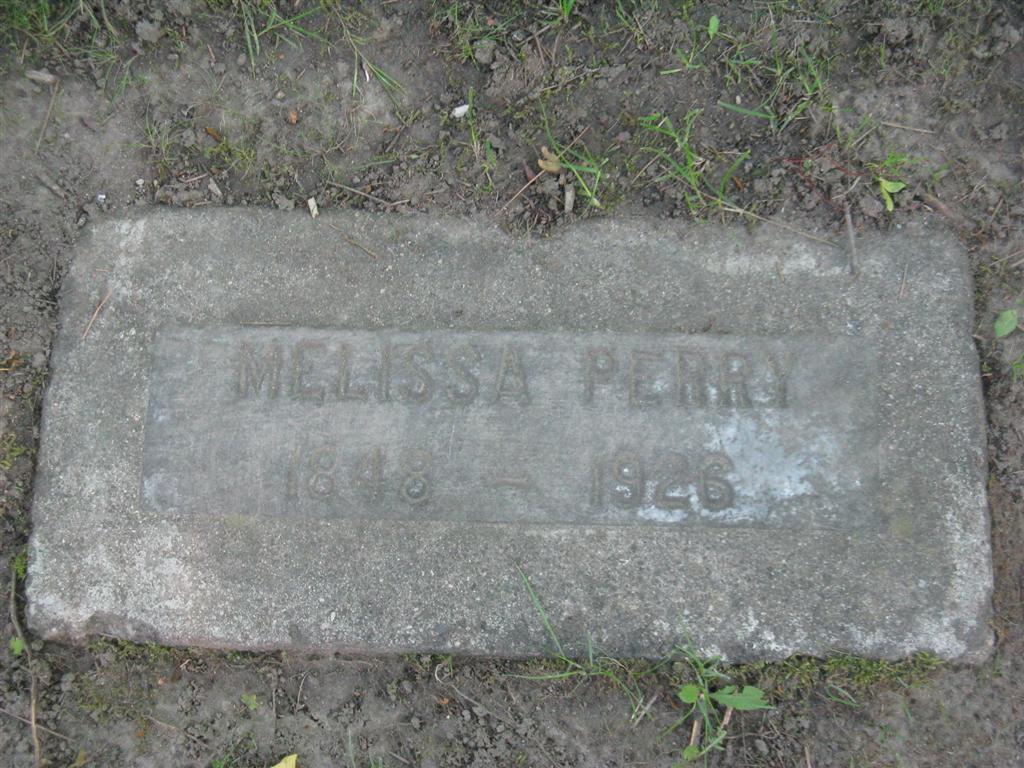 MELISSA PERRY
1848 – 1926